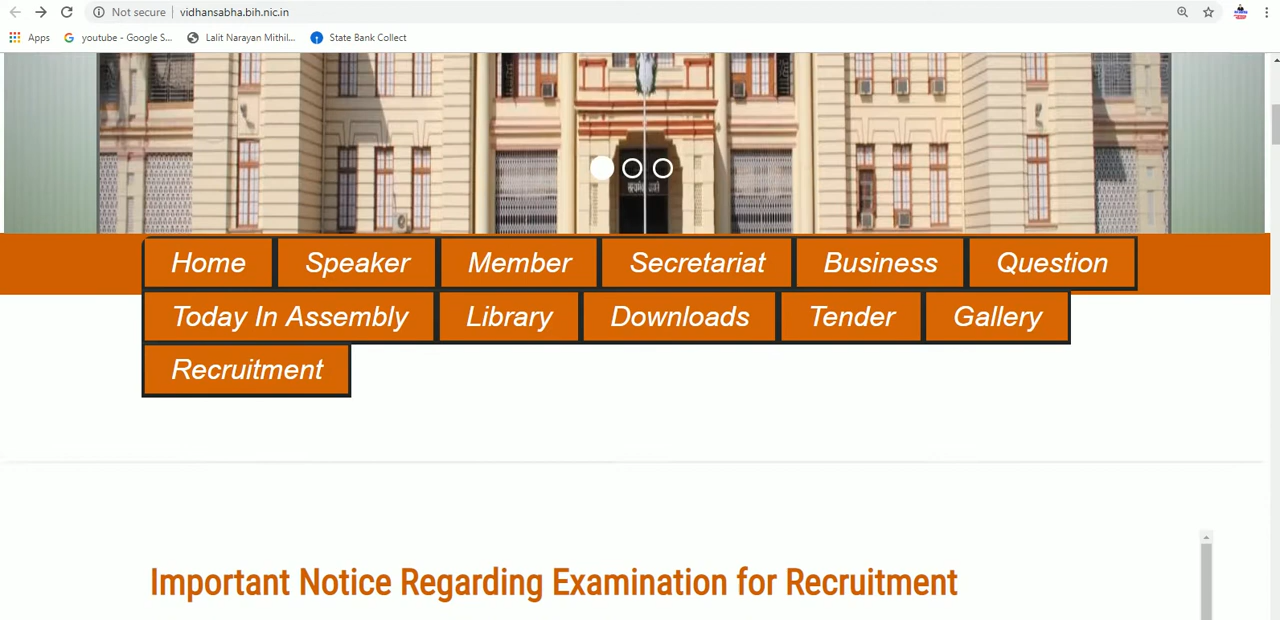 Not secure vidhansabha.bih.nic.in
Apps youtube - Google S... Lalit Narayan Mithil... State Bank Collect
Home Speaker Member Secretariat Business Question
Today In Assembly Library Downloads Tender Gallery
Recruitment
Important Notice Regarding Examination for Recruitment